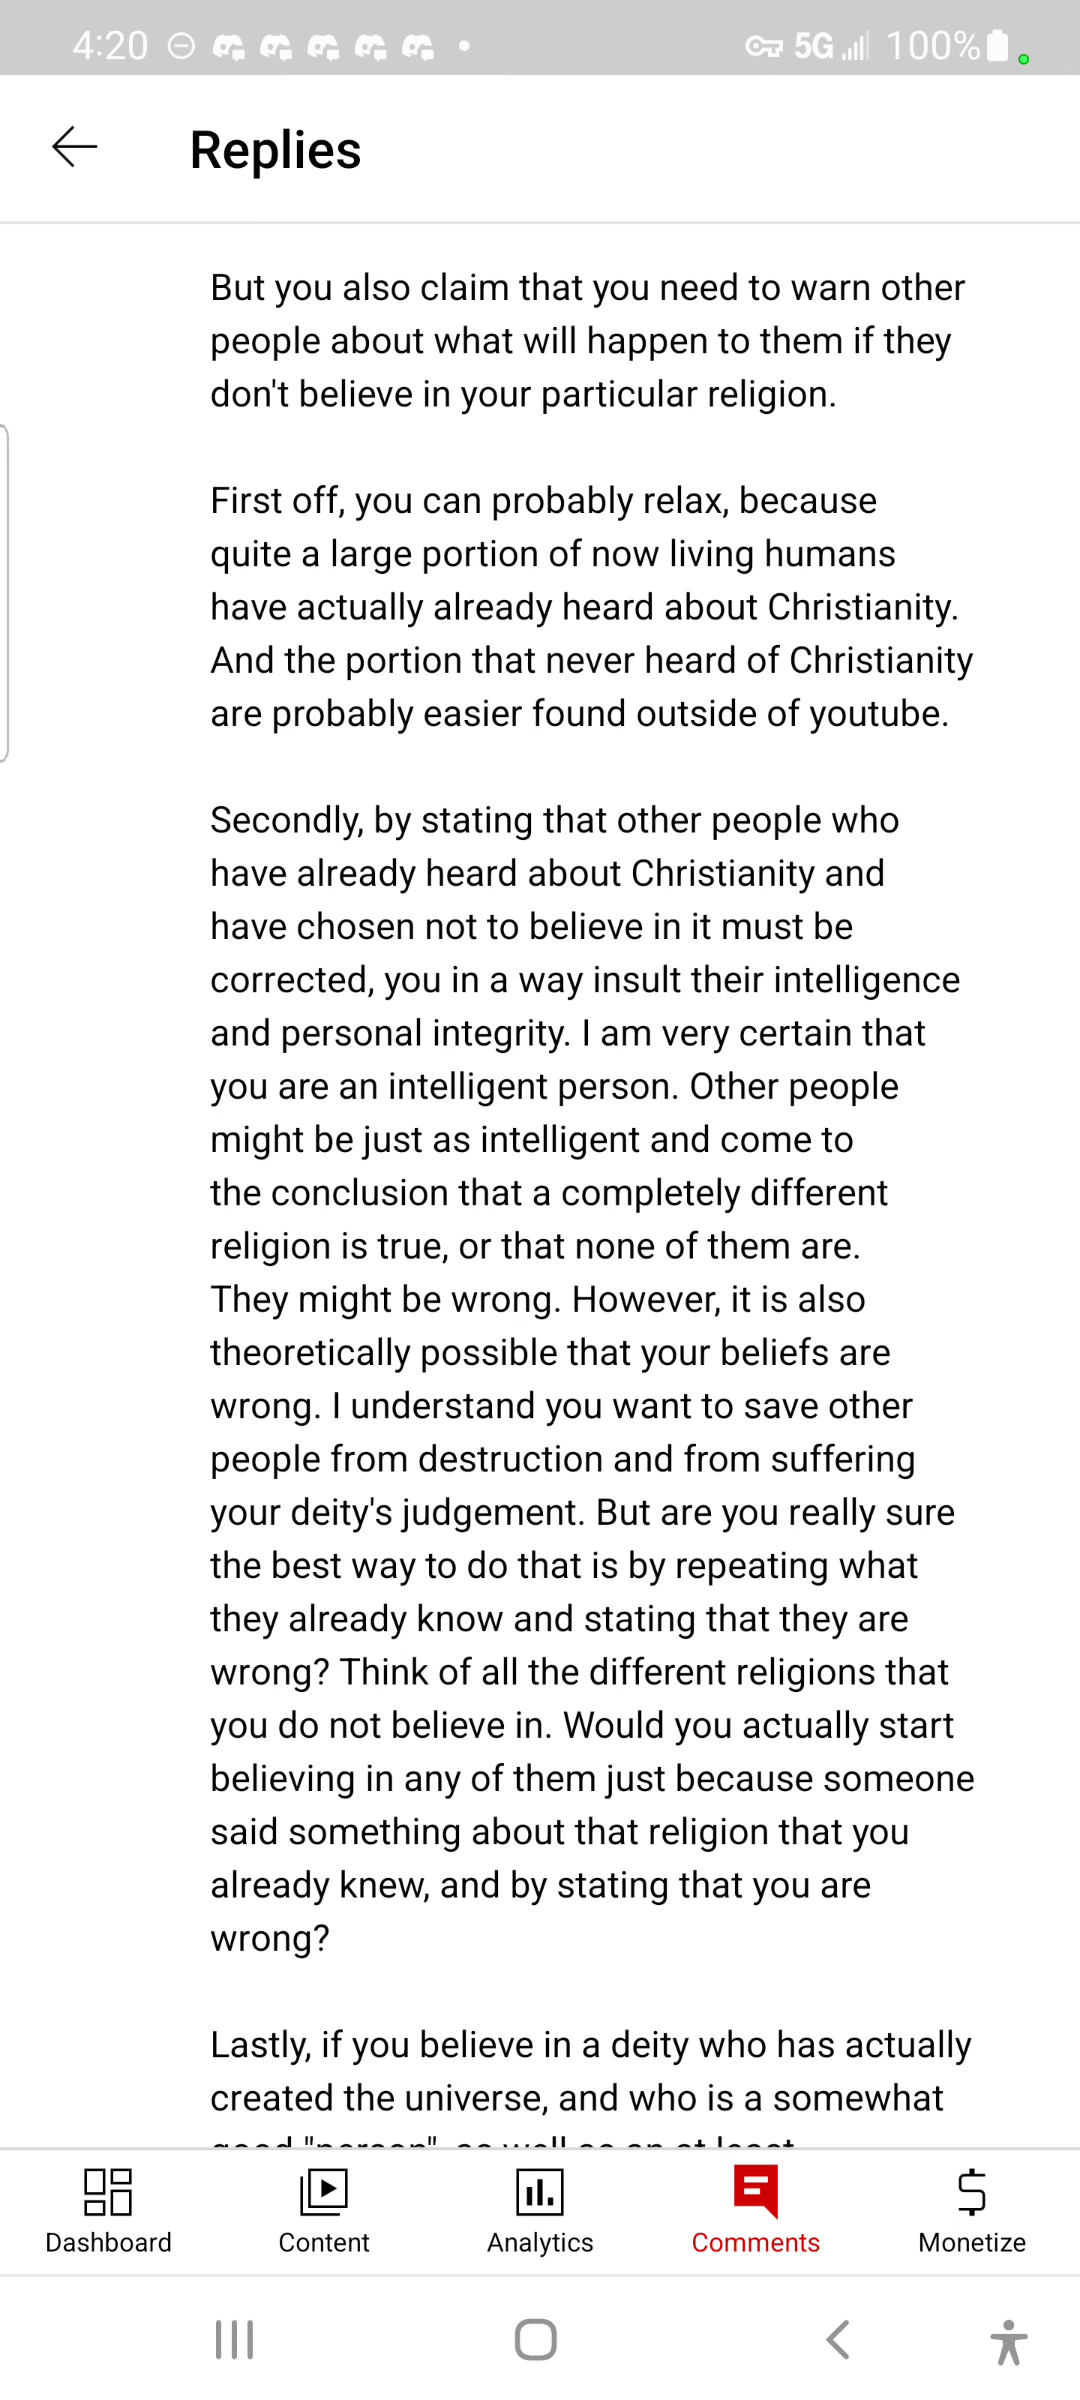 4:20 5G 100%
Replies
But you also claim that you need to warn other
people about what will happen to them if they
don't believe in your particular religion.
First off, you can probably relax, because
quite a large portion of now living humans
have actually already heard about Christianity.
And the portion that never heard of Christianity
are probably easier found outside of youtube.
Secondly, by stating that other people who
have already heard about Christianity and
have chosen not to believe in it must be
corrected, you in a way insult their intelligence
and personal integrity. I am very certain that
you are an intelligent person. Other people
might be just as intelligent and come to
the conclusion that a completely different
religion is true, or that none of them are.
They might be wrong. However, it is also
theoretically possible that your beliefs are
wrong. I understand you want to save other
people from destruction and from suffering
your deity's judgement. But are you really sure
the best way to do that is by repeating what
they already know and stating that they are
wrong? Think of all the different religions that
you do not believe in. Would you actually start
believing in any of them just because someone
said something about that religion that you
already knew, and by stating that you are
wrong?
Lastly, if you believe in a deity who has actually
created the universe, and who is a somewhat
good "person", as well as an at least
Dashboard Content Analytics Comments Monetize